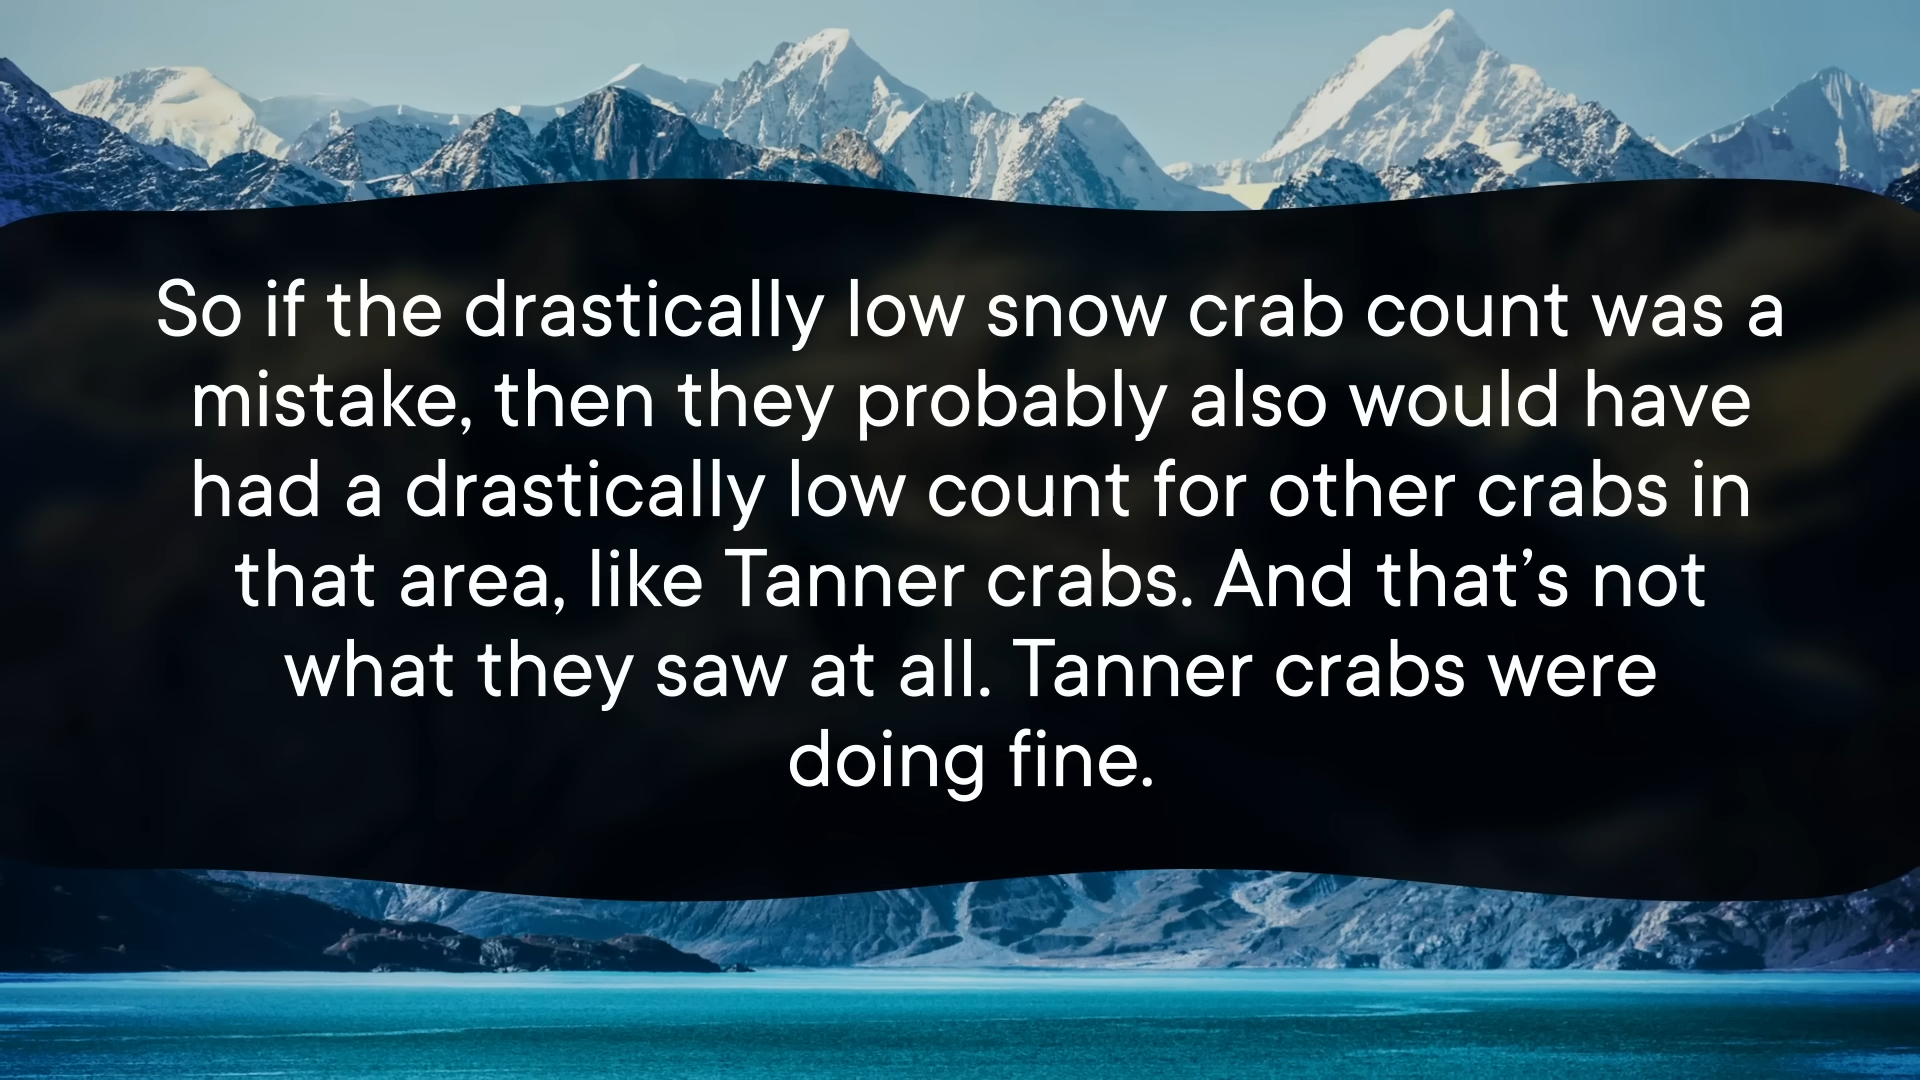 So if the drastically low snow crab count was a
mistake, then they probably also would have
had a drastically low count for other crabs in
that area, like Tanner crabs. And that’s not
what they saw at all. Tanner crabs were
doing fine.